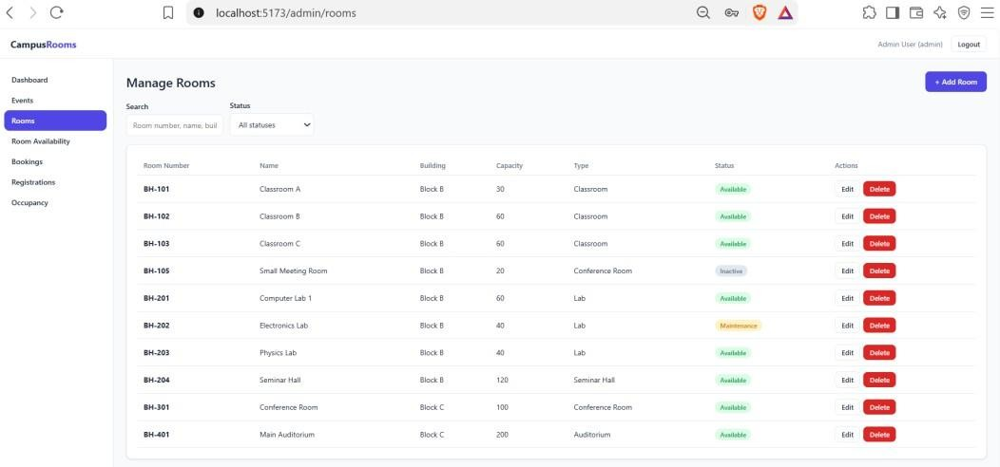 localhost:5173/admin/rooms
CampusRooms
Admin User (admin) Logout
Dashboard
Events
Rooms
Room Availability
Bookings
Registrations
Occupancy
Manage Rooms
+ Add Room
Search Status
Room number, name, buil All statuses
Room Number Name Building Capacity Type Status Actions
BH-101 Classroom A Block B 30 Classroom Available Edit Delete
BH-102 Classroom B Block B 60 Classroom Available Edit Delete
BH-103 Classroom C Block B 60 Classroom Available Edit Delete
BH-105 Small Meeting Room Block B 20 Conference Room Inactive Edit Delete
BH-201 Computer Lab 1 Block B 60 Lab Available Edit Delete
BH-202 Electronics Lab Block B 40 Lab Maintenance Edit Delete
BH-203 Physics Lab Block B 40 Lab Available Edit Delete
BH-204 Seminar Hall Block B 120 Seminar Hall Available Edit Delete
BH-301 Conference Room Block C 100 Conference Room Available Edit Delete
BH-401 Main Auditorium Block C 200 Auditorium Available Edit Delete